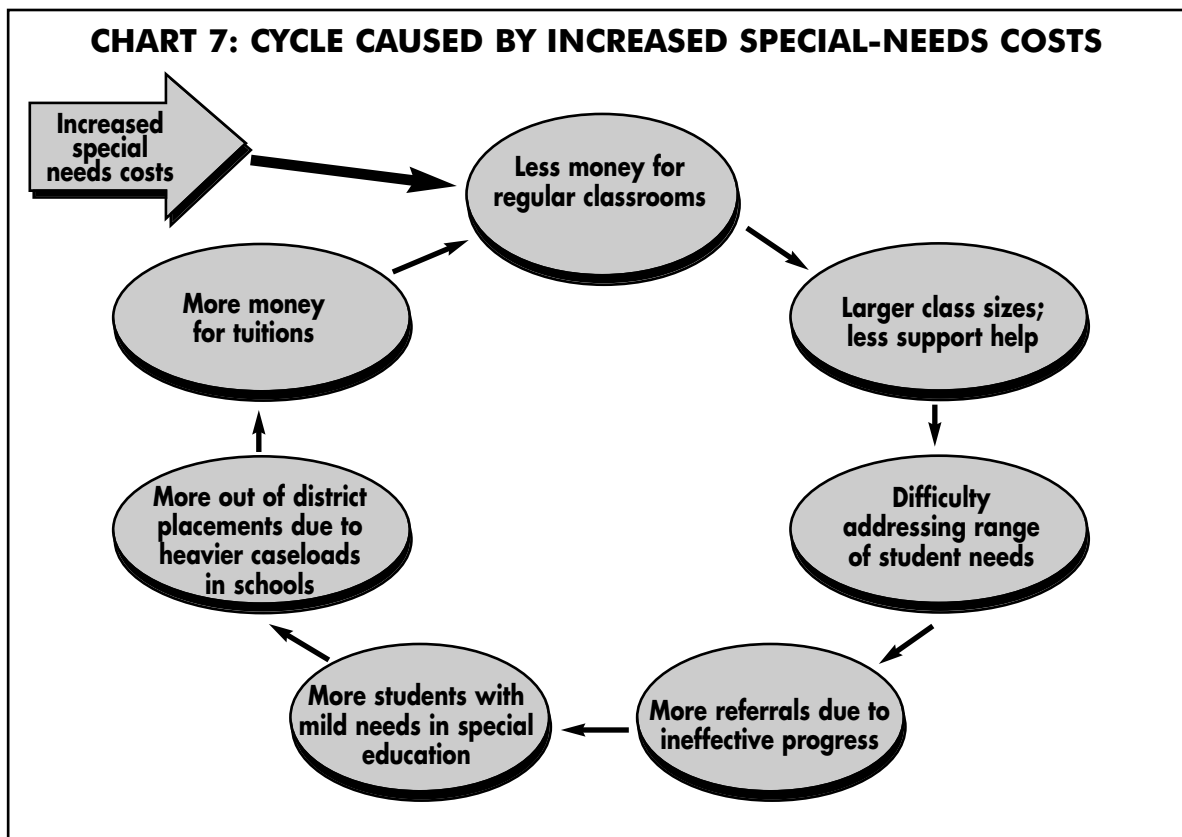 CHART 7: CYCLE CAUSED BY INCREASED SPECIAL-NEEDS COSTS
Increased
special
needs costs
Less money for
regular classrooms
Larger class sizes;
less support help
Difficulty
addressing range
of student needs
More referrals due to
ineffective progress
More students with
mild needs in special
education
More out of district
placements due to
heavier caseloads
in schools
More money
for tuitions